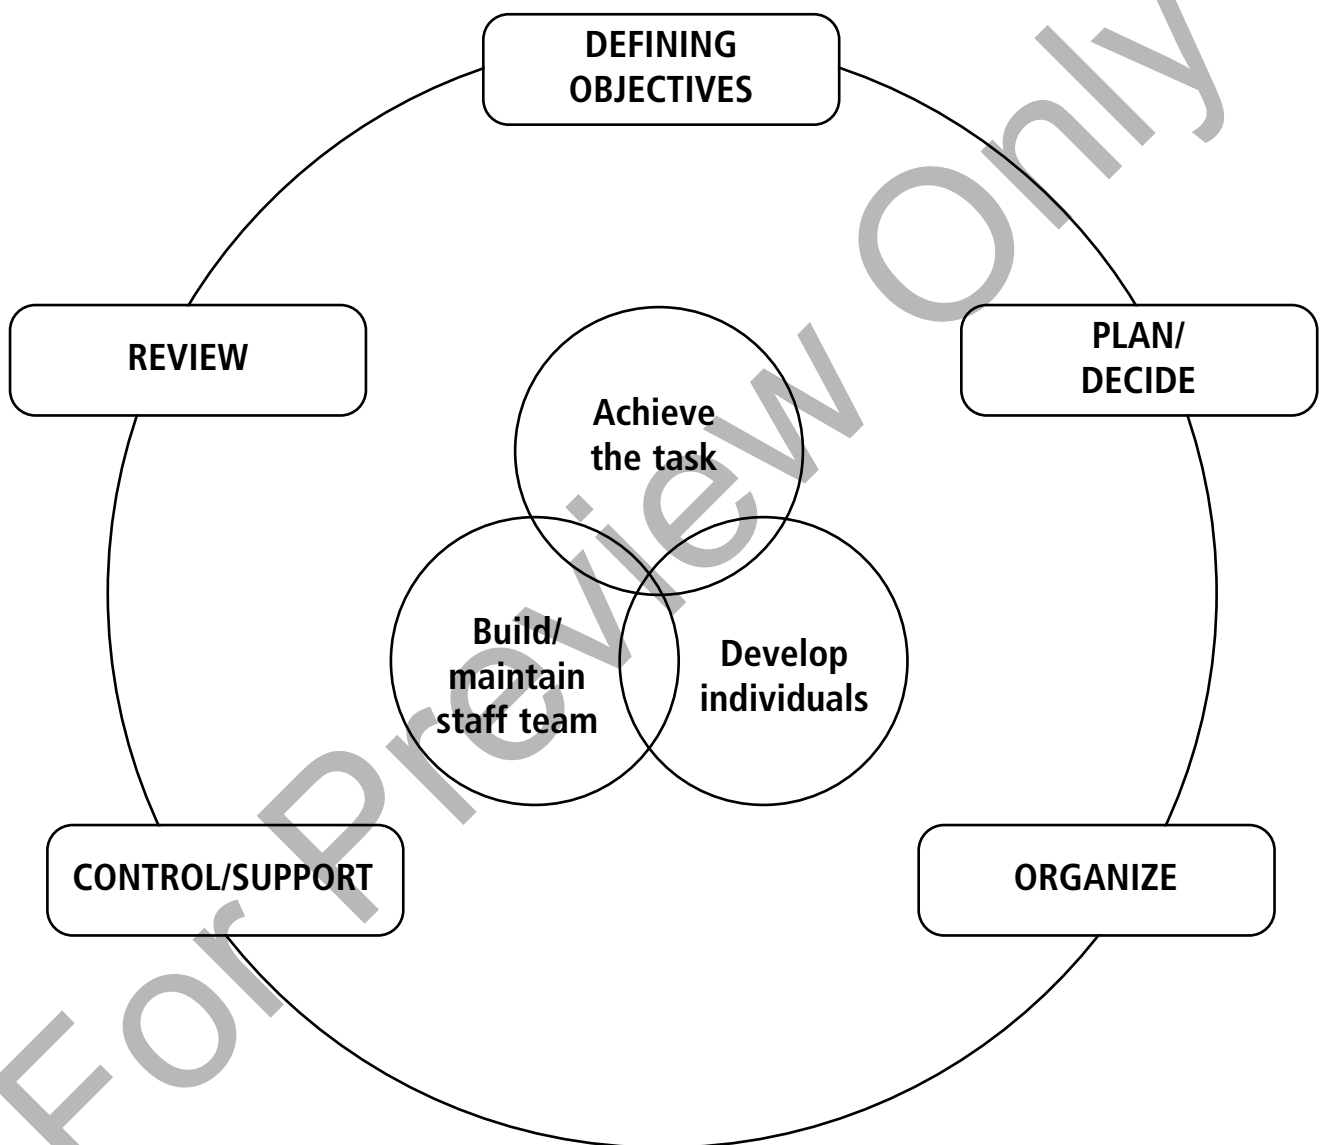 DEFINING
OBJECTIVES
REVIEW
PLAN/
DECIDE
Achieve
the task
Build/
maintain
staff team
Develop
individuals
CONTROL/SUPPORT
ORGANIZE
For Preview Only